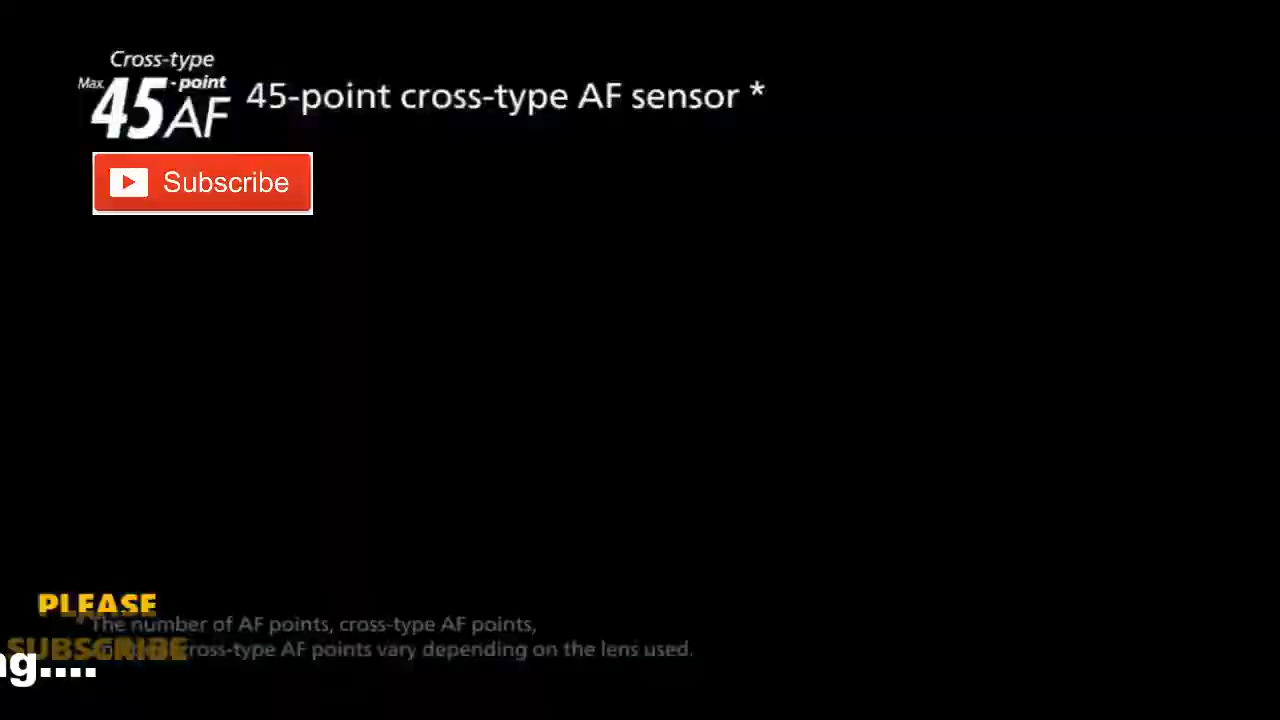 Cross-type
Max. 45-point AF
45-point cross-type AF sensor *
Subscribe
PLEASE
The number of AF points, cross-type AF points,
SUBSCRIBE
cross-type AF points vary depending on the lens used.
ng....